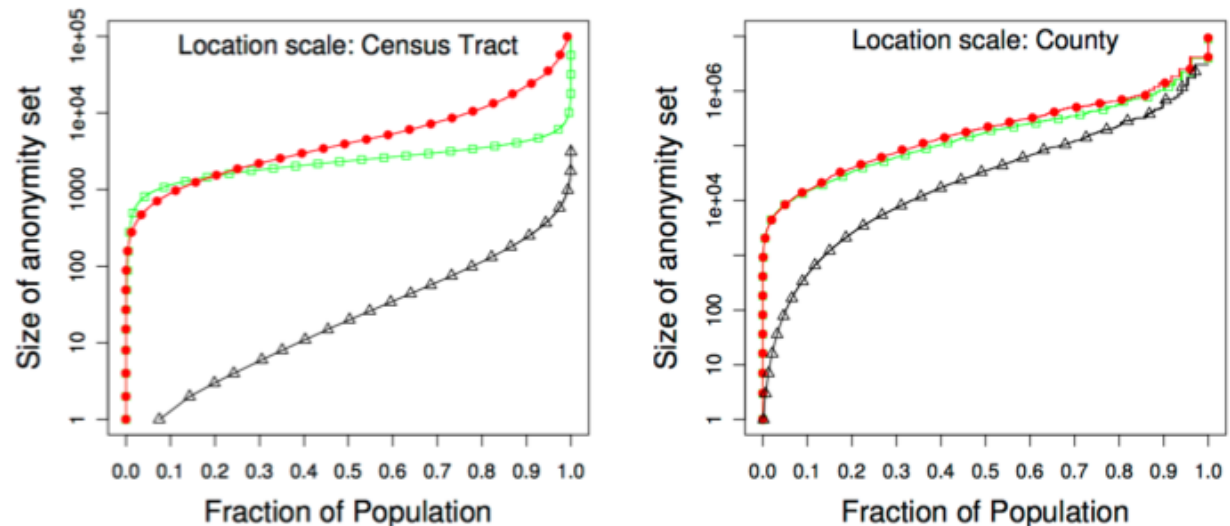 Location scale: Census Tract
Size of anonymity set
1e+05
1e+04
1000
100
10
1
0.0 0.1 0.2 0.3 0.4 0.5 0.6 0.7 0.8 0.9 1.0
Fraction of Population
Location scale: County
Size of anonymity set
1e+06
1e+04
100
10
1
0.0 0.1 0.2 0.3 0.4 0.5 0.6 0.7 0.8 0.9 1.0
Fraction of Population